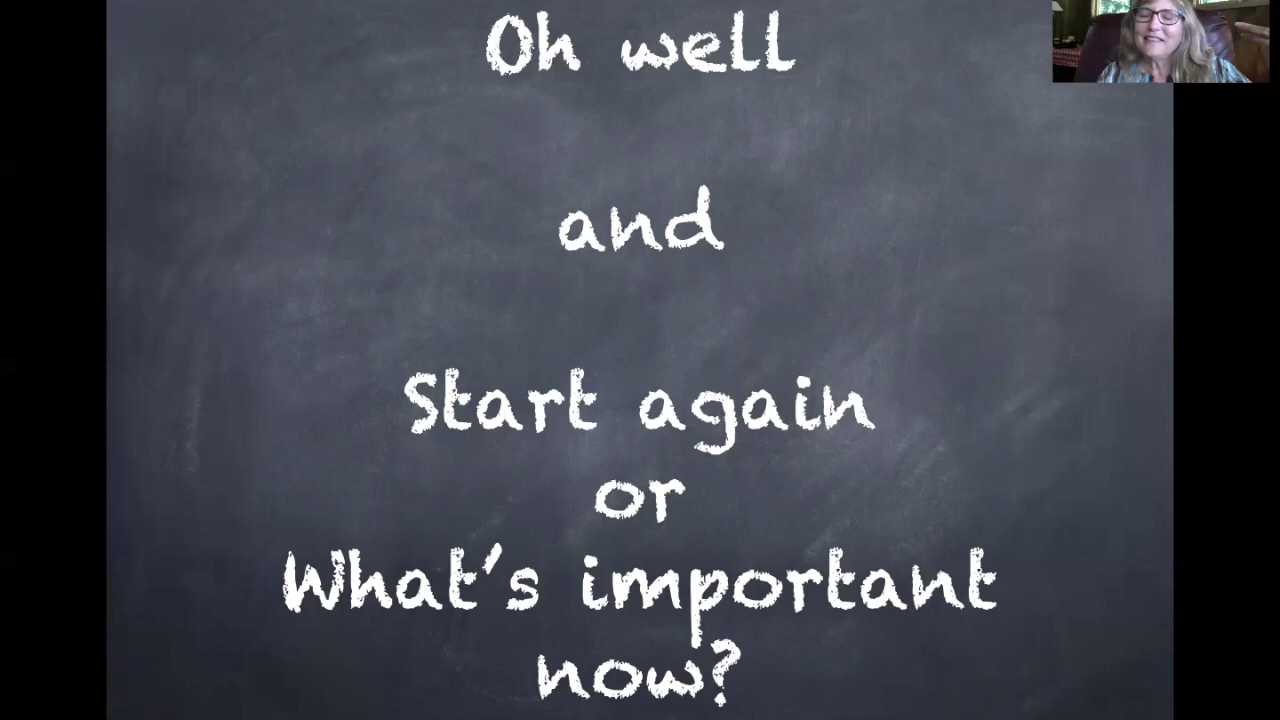 Oh well
and
Start again
or
What's important
now?